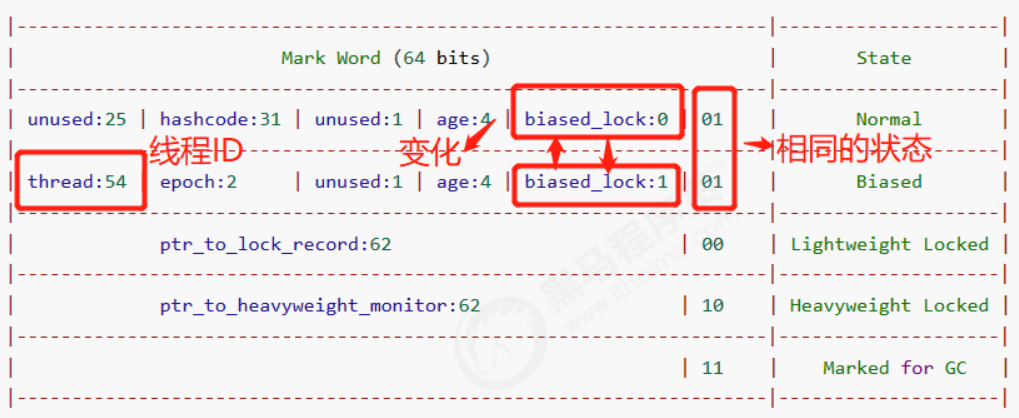 |--------------------------------------------------------------------|--------------------|
| Mark Word (64 bits) | State |
|--------------------------------------------------------------------|--------------------|
| unused:25 | hashcode:31 | unused:1 | age:4 | biased_lock:0 | 01 | Normal |
线程ID 变化 相同的状态
| thread:54 | epoch:2 | unused:1 | age:4 | biased_lock:1 | 01 | Biased |
|--------------------------------------------------------------------|--------------------|
| ptr_to_lock_record:62 | 00 | Lightweight Locked |
|--------------------------------------------------------------------|--------------------|
| ptr_to_heavyweight_monitor:62 | 10 | Heavyweight Locked |
|--------------------------------------------------------------------|--------------------|
| 11 | Marked for GC |
|--------------------------------------------------------------------|--------------------|
黑马程序
www.itheima.com